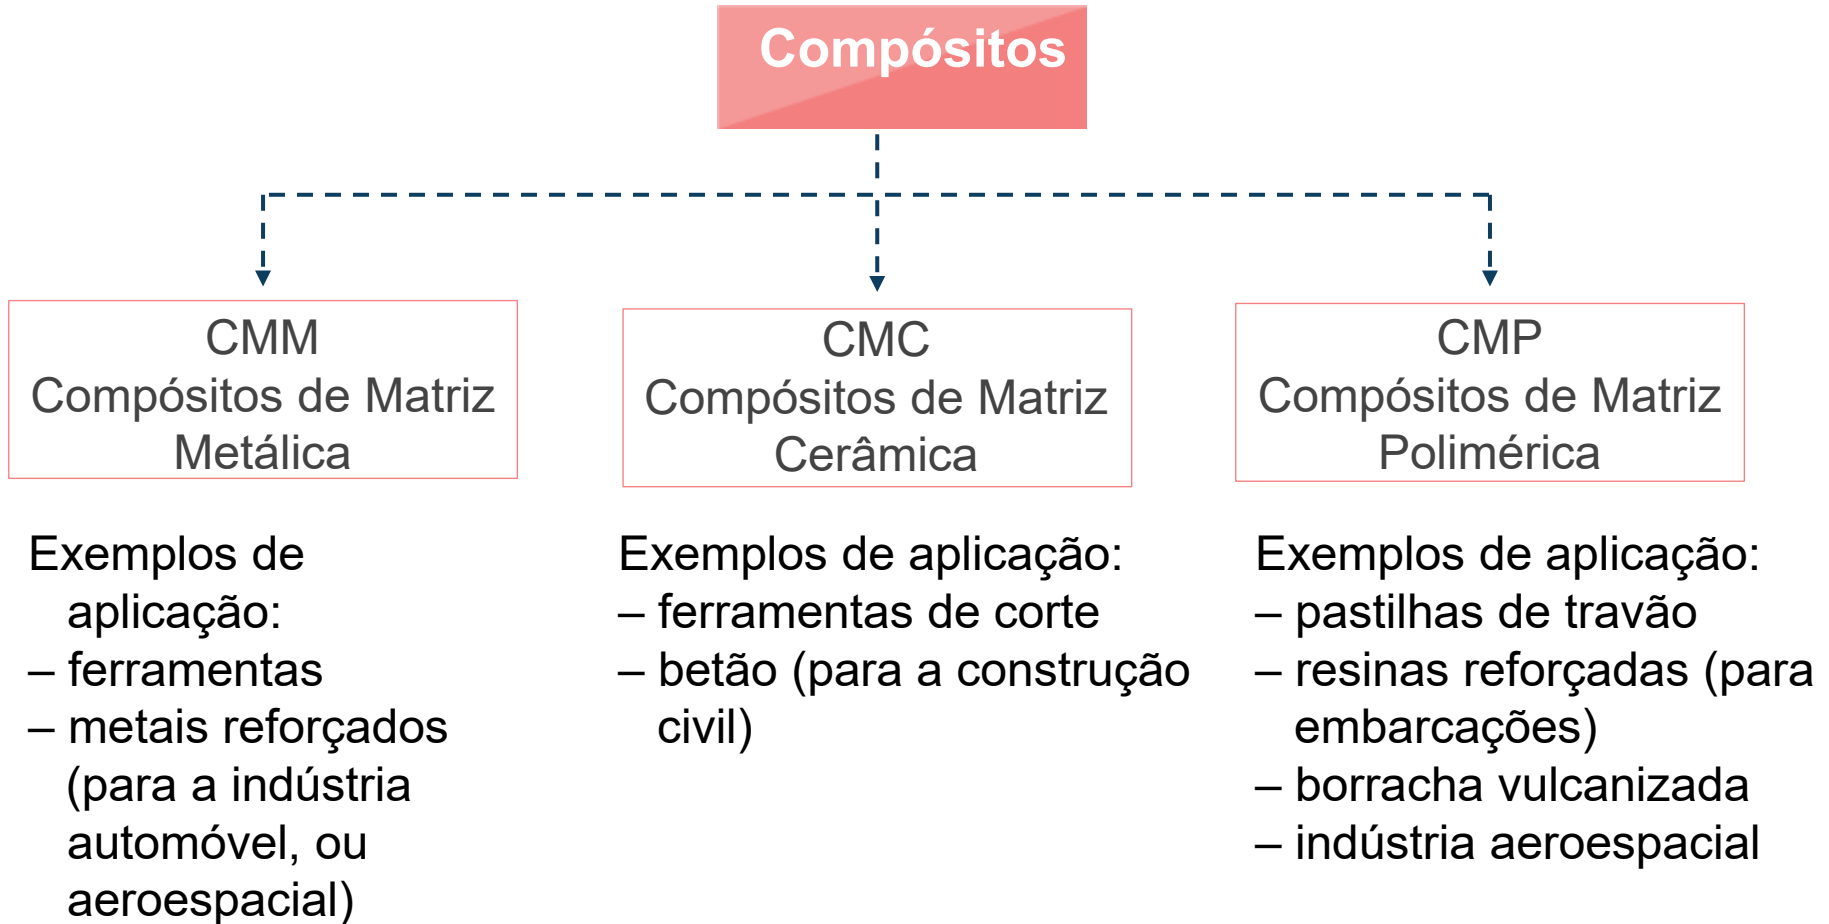 Compósitos
CMM
Compósitos de Matriz
Metálica
Exemplos de
aplicação:
– ferramentas
– metais reforçados
(para a indústria
automóvel, ou
aeroespacial)
CMC
Compósitos de Matriz
Cerâmica
Exemplos de aplicação:
– ferramentas de corte
– betão (para a construção
civil)
CMP
Compósitos de Matriz
Polimérica
Exemplos de aplicação:
– pastilhas de travão
– resinas reforçadas (para
embarcações)
– borracha vulcanizada
– indústria aeroespacial